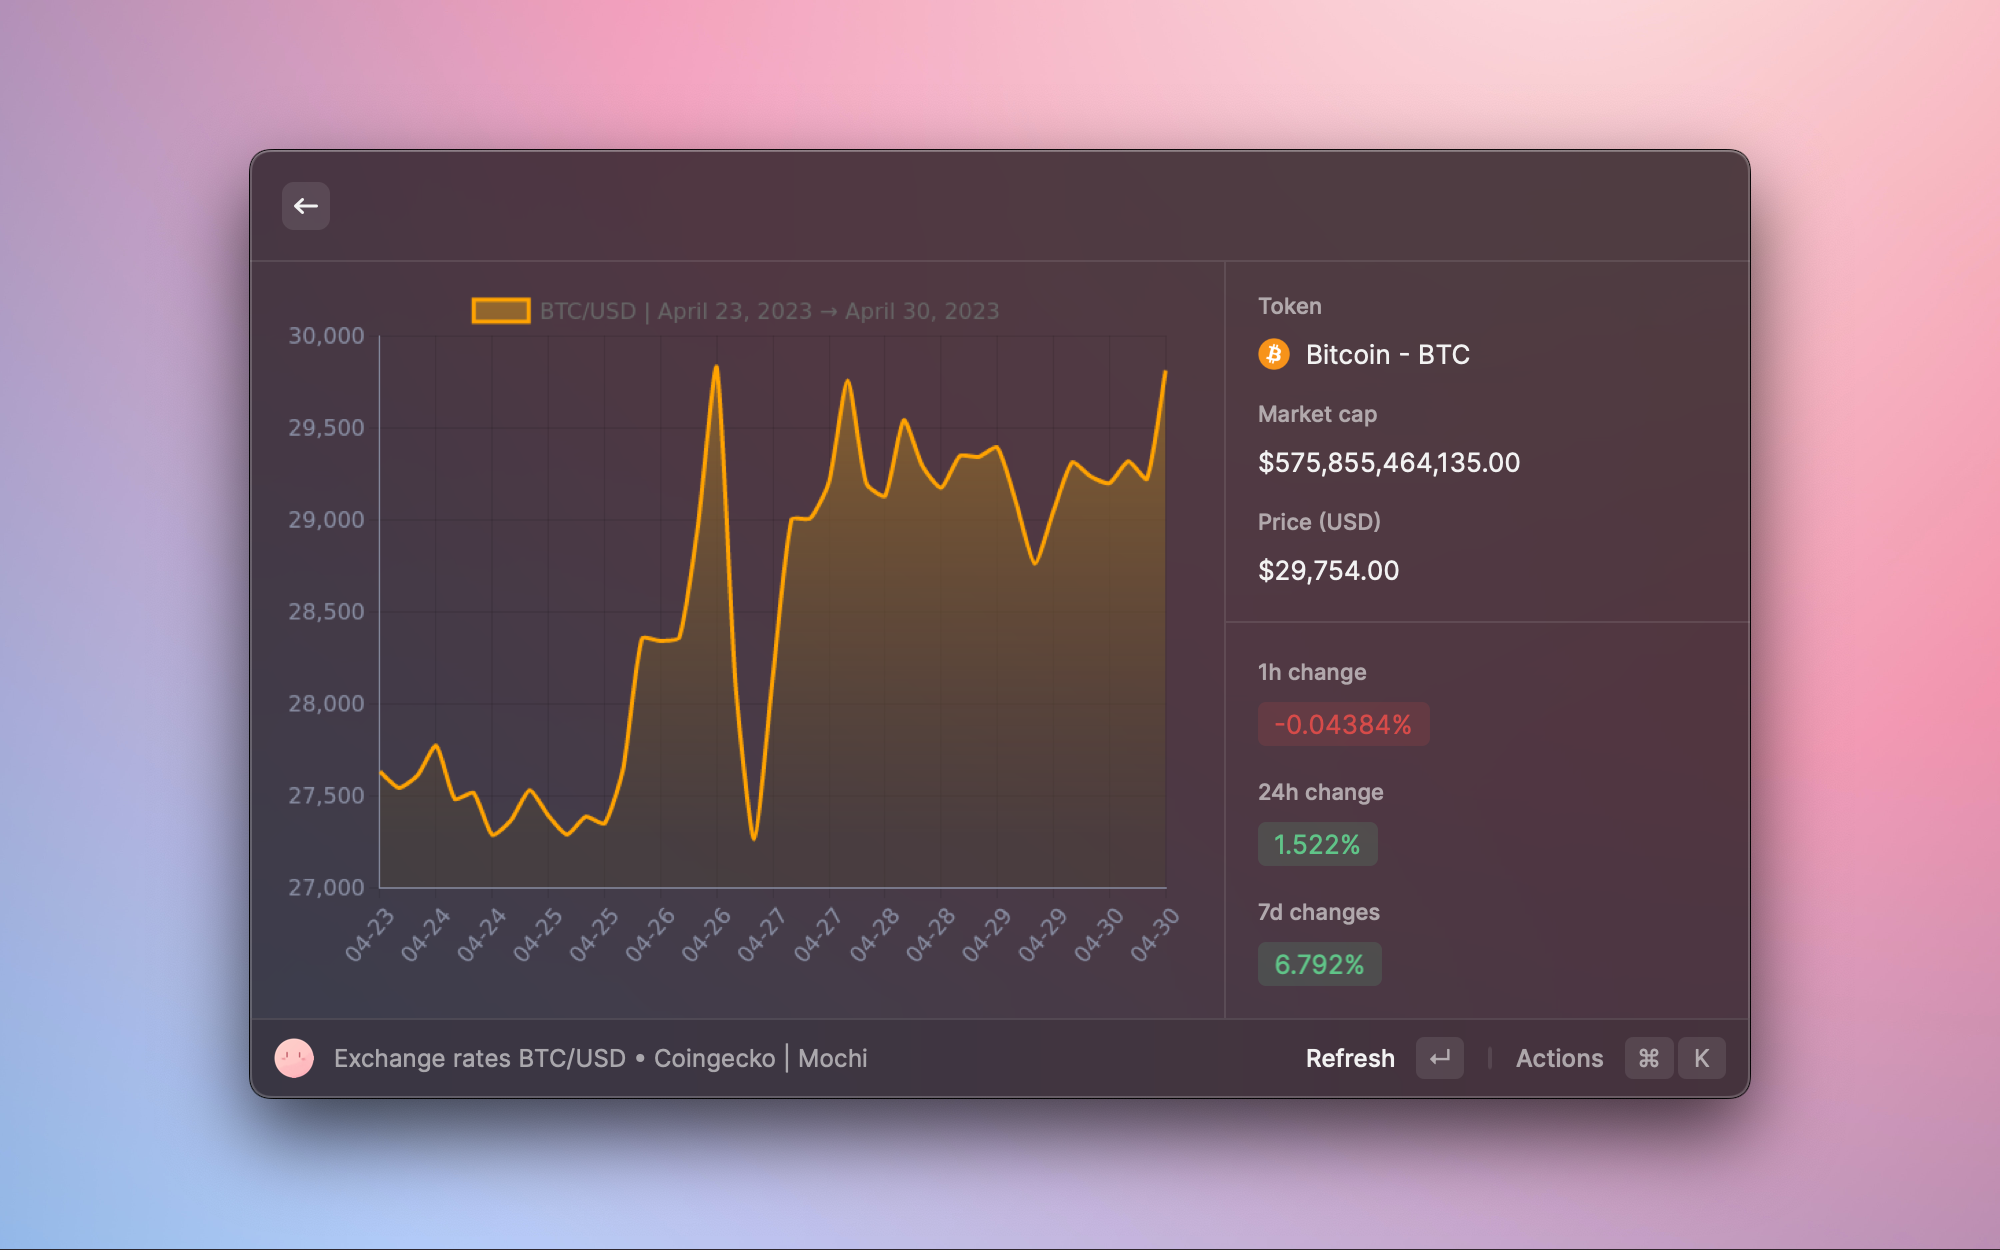 BTC/USD | April 23, 2023 → April 30, 2023
30,000
29,500
29,000
28,500
28,000
27,500
27,000
04-23
04-24
04-24
04-25
04-25
04-26
04-26
04-27
04-27
04-28
04-28
04-29
04-29
04-30
04-30
Token
Bitcoin - BTC
Market cap
$575,855,464,135.00
Price (USD)
$29,754.00
1h change
-0.04384%
24h change
1.522%
7d changes
6.792%
Exchange rates BTC/USD • Coingecko | Mochi
Refresh ↵ | Actions ⌘ K